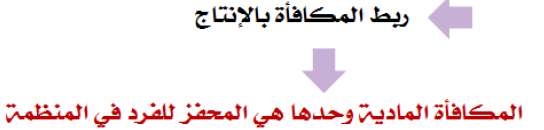 ربط المكافأة بالإنتاج
المكافأة المادية وحدها هي المحفز للفرد في المنظمة